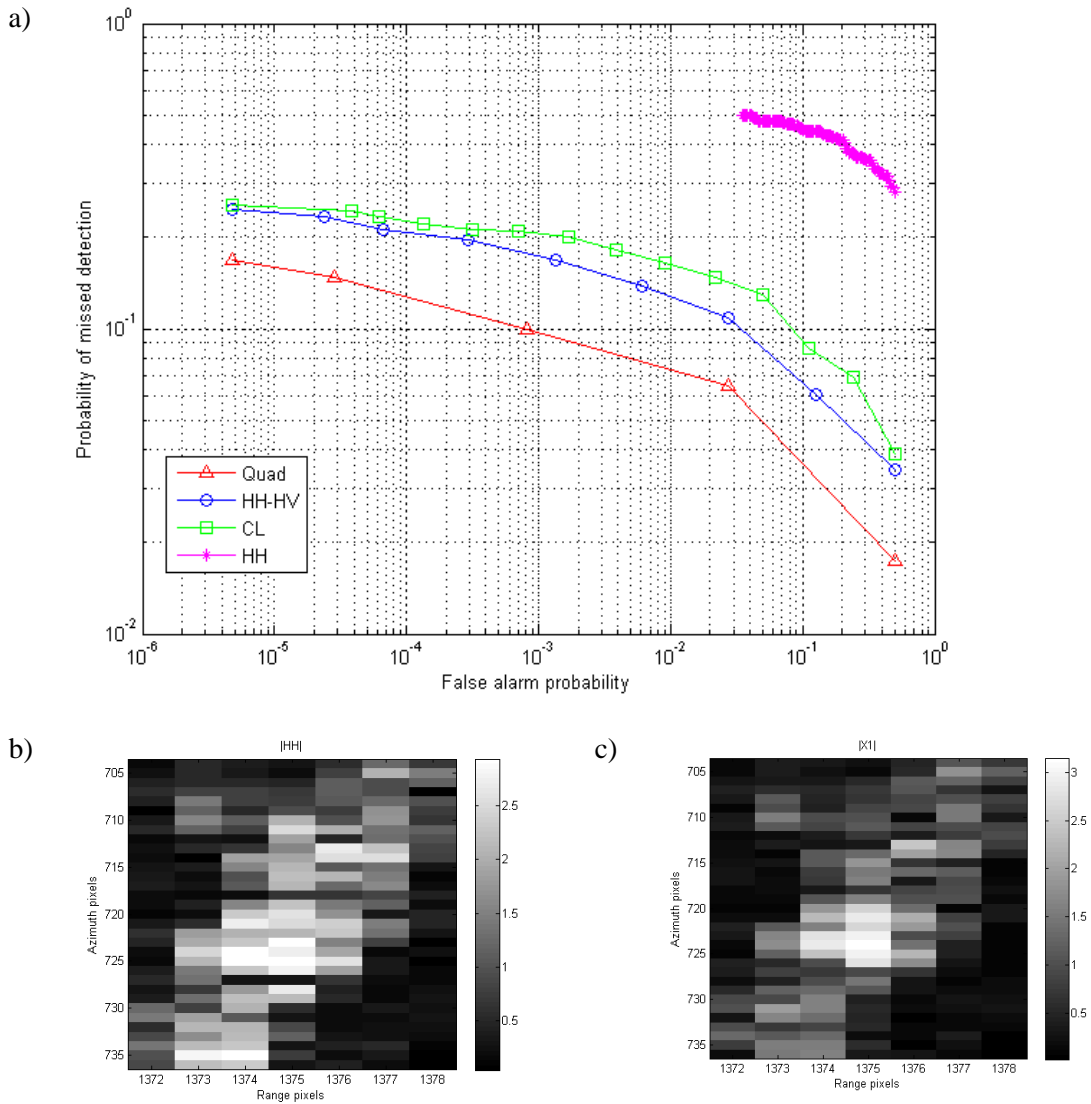 a)
10^0
10^-1
10^-2
Probability of missed detection
Quad
HH-HV
CL
HH
10^-6 10^-5 10^-4 10^-3 10^-2 10^-1 10^0
False alarm probability
b)
|HH|
705
710
715
720
725
730
735
Azimuth pixels
1372 1373 1374 1375 1376 1377 1378
Range pixels
2.5
2
1.5
1
0.5
c)
|X1|
705
710
715
720
725
730
735
Azimuth pixels
1372 1373 1374 1375 1376 1377 1378
Range pixels
3
2.5
2
1.5
1
0.5